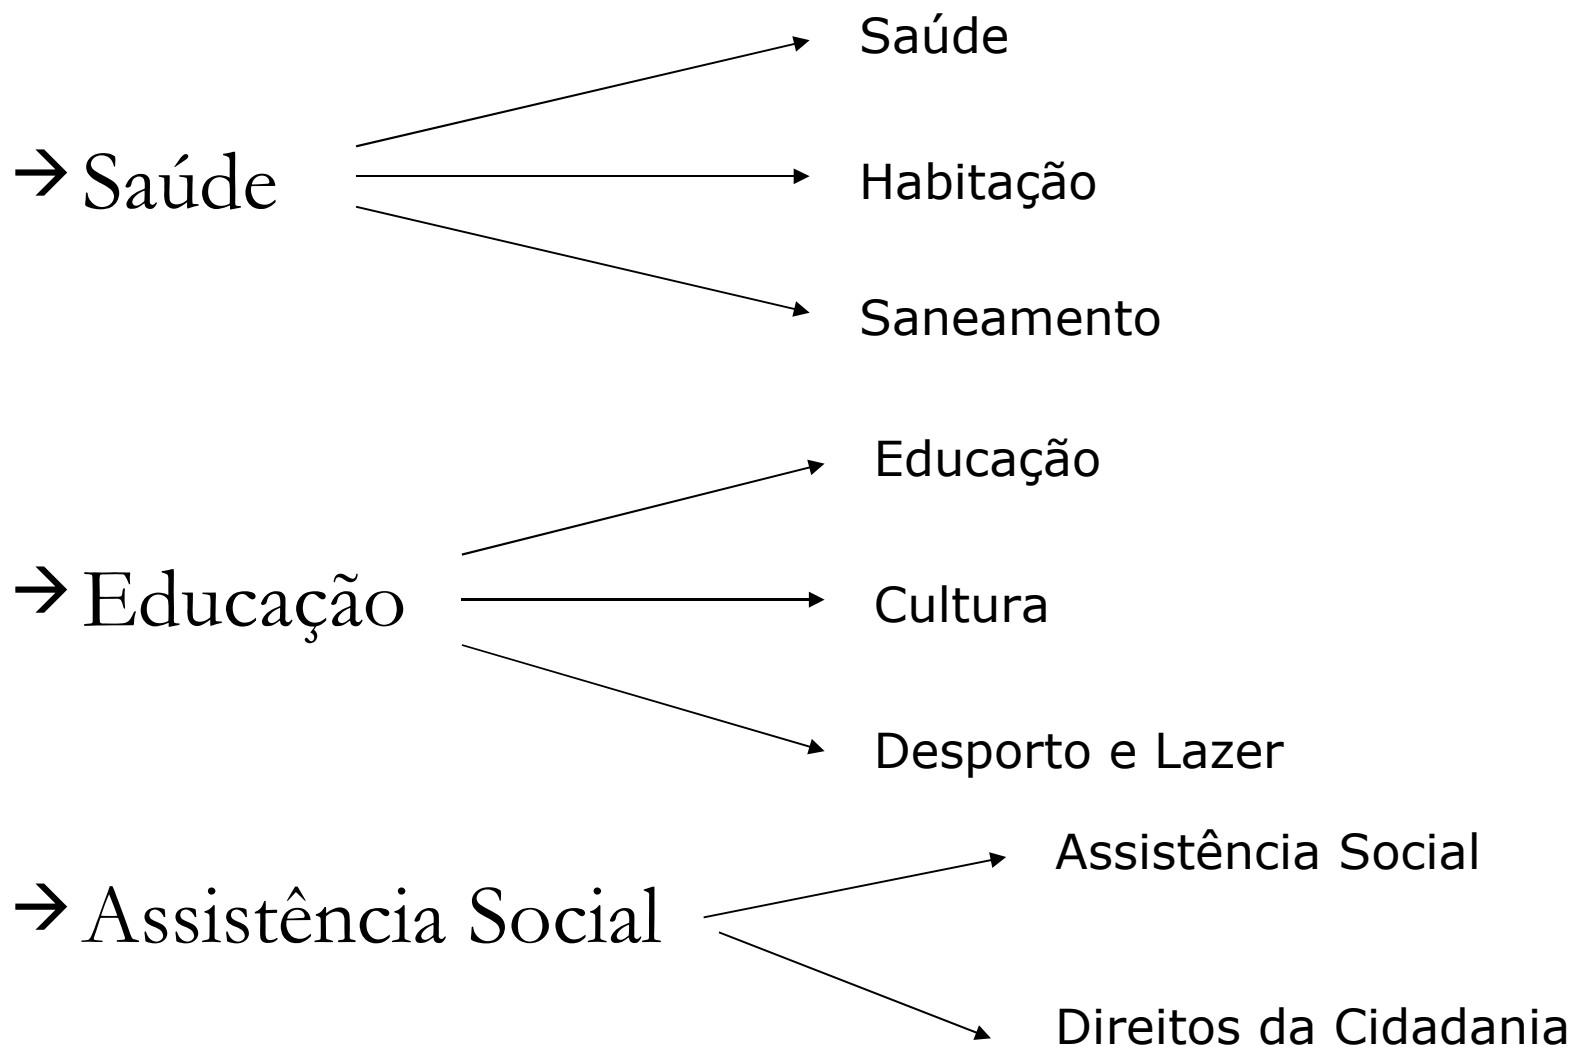 → Saúde
Saúde
Habitação
Saneamento
→ Educação
Educação
Cultura
Desporto e Lazer
→ Assistência Social
Assistência Social
Direitos da Cidadania